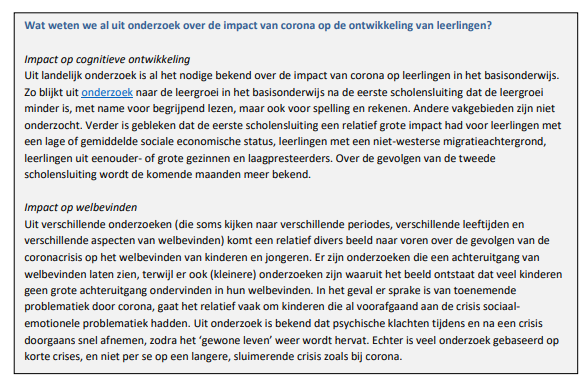 Wat weten we al uit onderzoek over de impact van corona op de ontwikkeling van leerlingen?
Impact op cognitieve ontwikkeling
Uit landelijk onderzoek is al het nodige bekend over de impact van corona op leerlingen in het basisonderwijs.
Zo blijkt uit onderzoek naar de leergroei in het basisonderwijs na de eerste scholensluiting dat de leergroei
minder is, met name voor begrijpend lezen, maar ook voor spelling en rekenen. Andere vakgebieden zijn niet
onderzocht. Verder is gebleken dat de eerste scholensluiting een relatief grote impact had voor leerlingen met
een lage of gemiddelde sociale economische status, leerlingen met een niet-westerse migratieachtergrond,
leerlingen uit eenouder- of grote gezinnen en laagpresteerders. Over de gevolgen van de tweede
scholensluiting wordt de komende maanden meer bekend.
Impact op welbevinden
Uit verschillende onderzoeken (die soms kijken naar verschillende periodes, verschillende leeftijden en
verschillende aspecten van welbevinden) komt een relatief divers beeld naar voren over de gevolgen van de
coronacrisis op het welbevinden van kinderen en jongeren. Er zijn onderzoeken die een achteruitgang van
welbevinden laten zien, terwijl er ook (kleinere) onderzoeken zijn waaruit het beeld ontstaat dat veel kinderen
geen grote achteruitgang ondervinden in hun welbevinden. In het geval er sprake is van toenemende
problematiek door corona, gaat het relatief vaak om kinderen die al voorafgaand aan de crisis sociaal-
emotionele problematiek hadden. Uit onderzoek is bekend dat psychische klachten tijdens en na een crisis
doorgaans snel afnemen, zodra het ‘gewone leven’ weer wordt hervat. Echter is veel onderzoek gebaseerd op
korte crises, en niet per se op een langere, sluimerende crisis zoals bij corona.